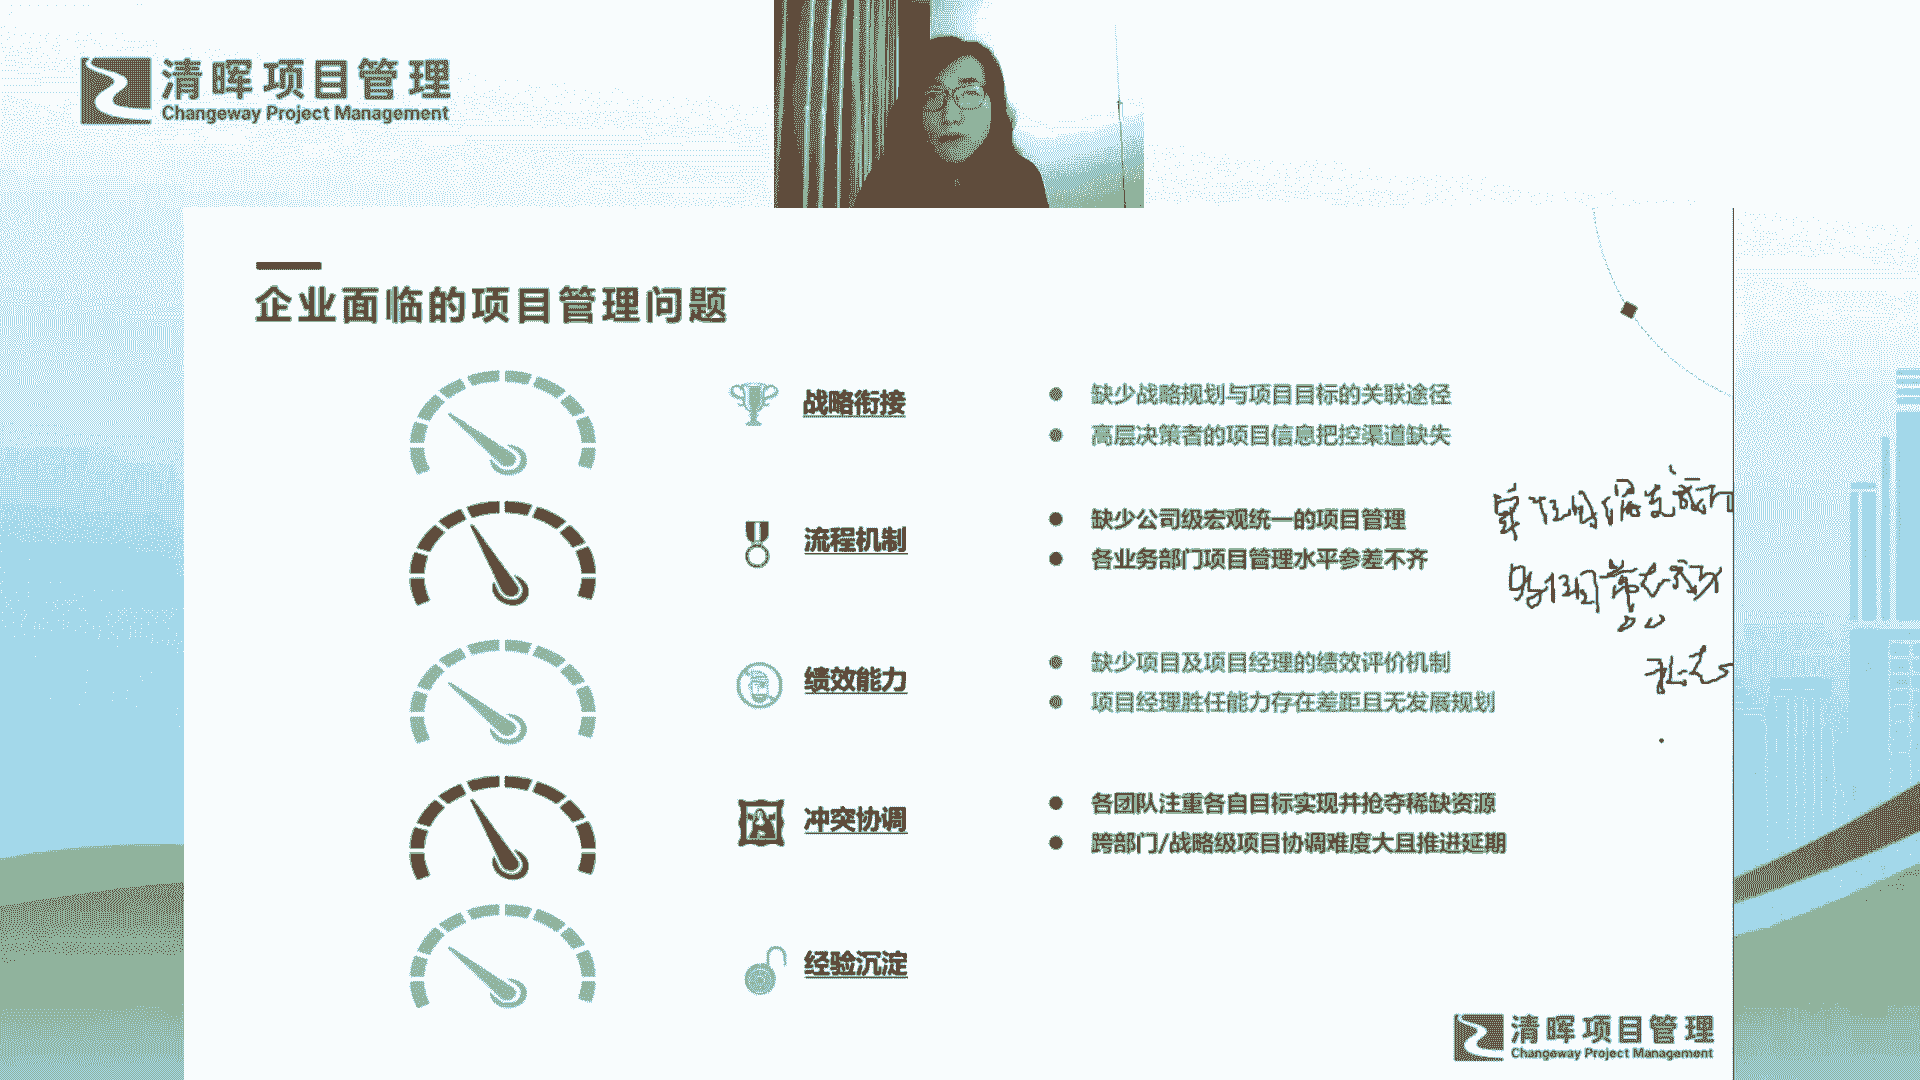 清晖项目管理
Changeway Project Management
企业面临的项目管理问题
战略衔接
缺少战略规划与项目目标的关联途径
高层决策者的项目信息把控渠道缺失
流程机制
缺少公司级宏观统一的项目管理
各业务部门项目管理水平参差不齐
绩效能力
缺少项目及项目经理的绩效评价机制
项目经理胜任能力存在差距且无发展规划
冲突协调
各团队注重各自目标实现并抢夺稀缺资源
跨部门/战略级项目协调难度大且推进延期
经验沉淀
清晖项目管理
Changeway Project Management